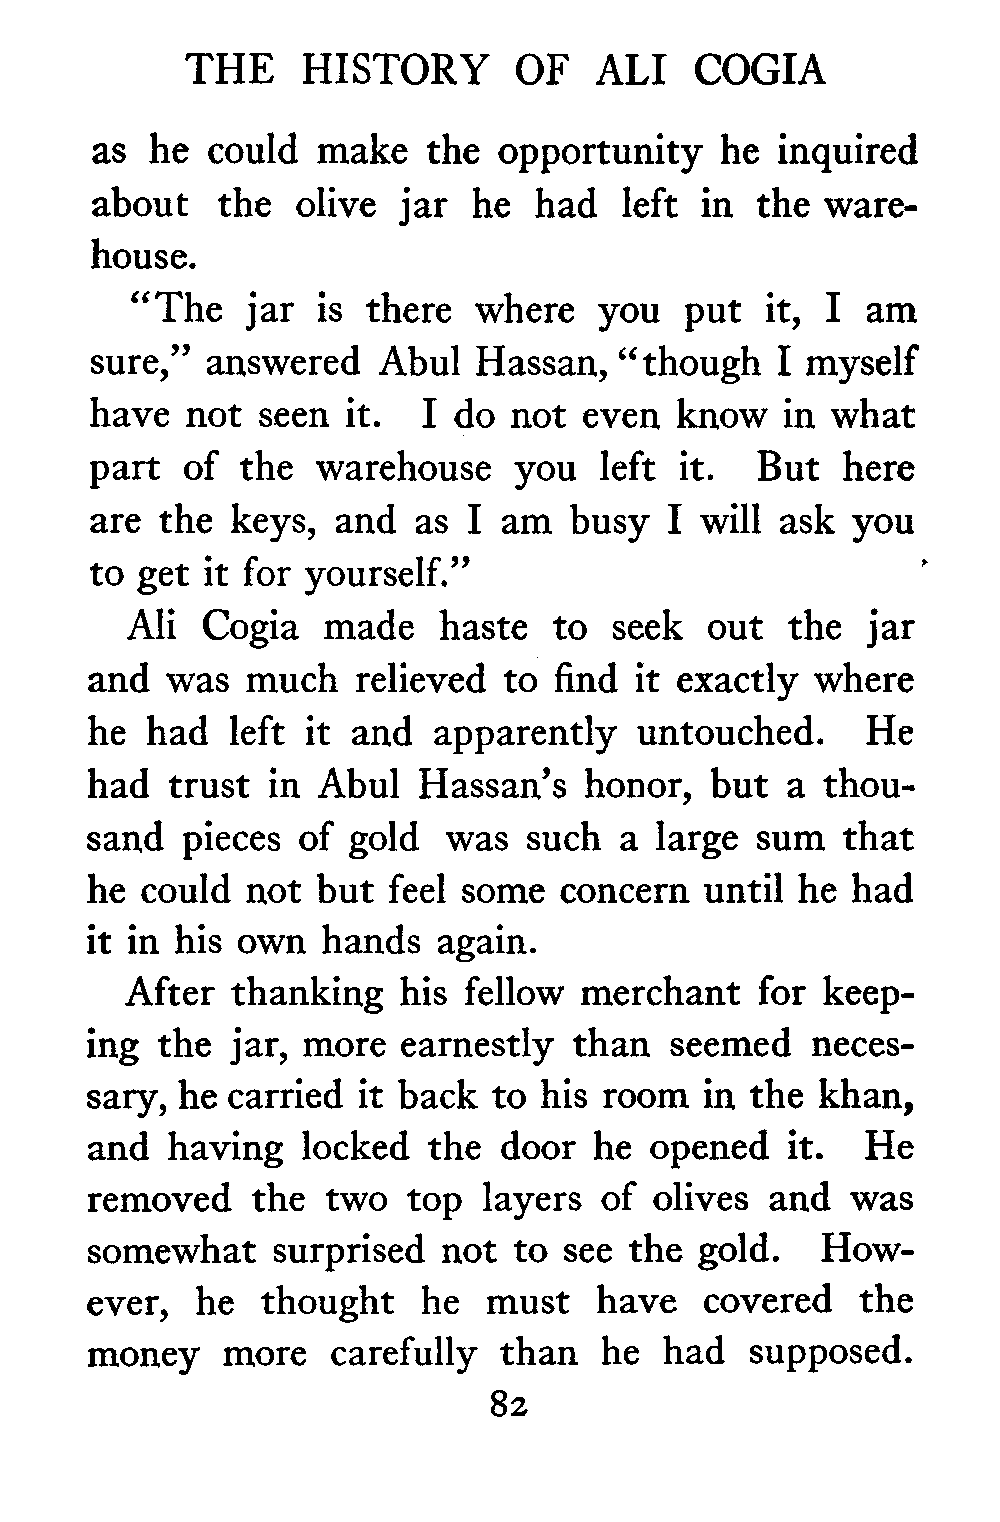 THE HISTORY OF ALI COGIA
as he could make the opportunity he inquired
about the olive jar he had left in the ware-
house.
"The jar is there where you put it, I am
sure," answered Abul Hassan, "though I myself
have not seen it. I do not even know in what
part of the warehouse you left it. But here
are the keys, and as I am busy I will ask you
to get it for yourself."
Ali Cogia made haste to seek out the jar
and was much relieved to find it exactly where
he had left it and apparently untouched. He
had trust in Abul Hassan's honor, but a thou-
sand pieces of gold was such a large sum that
he could not but feel some concern until he had
it in his own hands again.
After thanking his fellow merchant for keep-
ing the jar, more earnestly than seemed neces-
sary, he carried it back to his room in the khan,
and having locked the door he opened it. He
removed the two top layers of olives and was
somewhat surprised not to see the gold. How-
ever, he thought he must have covered the
money more carefully than he had supposed.
82